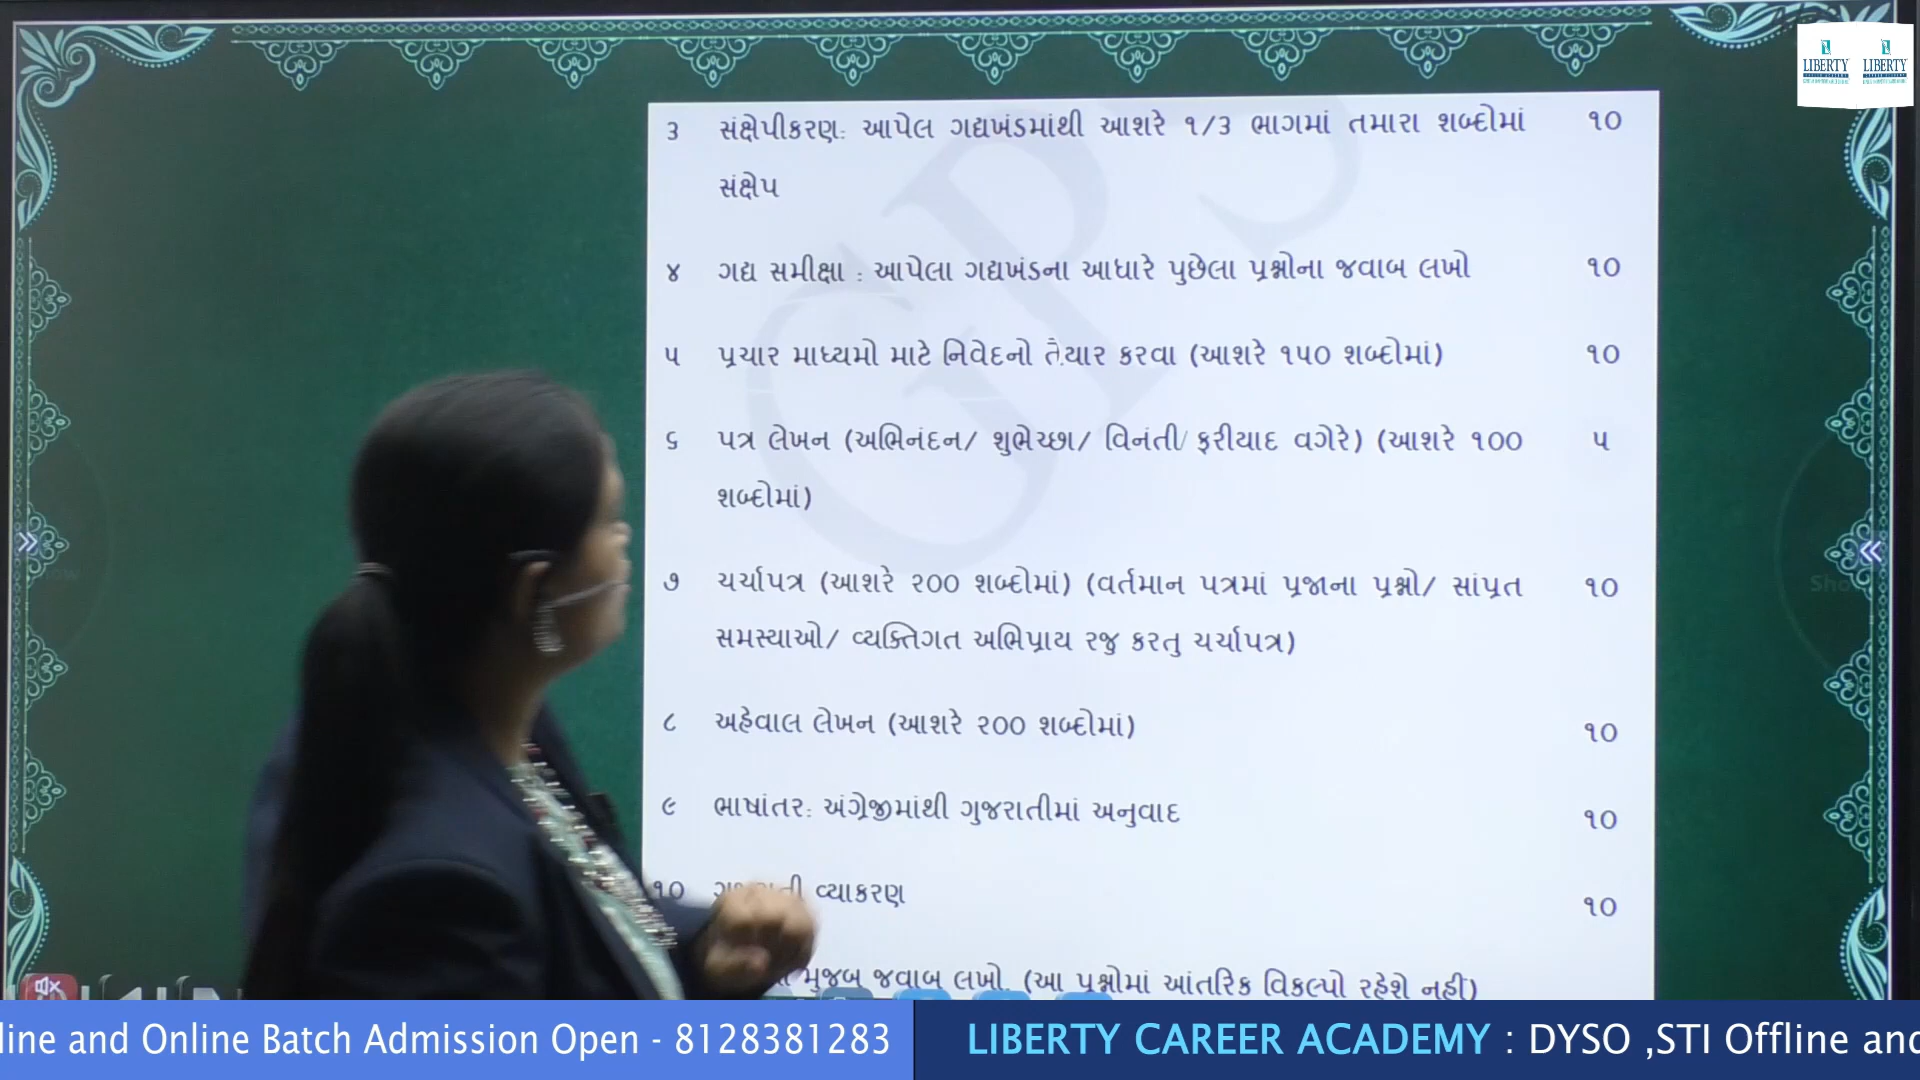 LIBERTY LIBERTY
૩ સંક્ષેપીકરણ: આપેલ ગદ્યખંડમાંથી આશરે ૧/૩ ભાગમાં તમારા શબ્દોમાં ૧૦
સંક્ષેપ
૪ ગદ્ય સમીક્ષા : આપેલા ગદ્યખંડના આધારે પુછેલા પ્રશ્નોના જવાબ લખો ૧૦
૫ પ્રચાર માધ્યમો માટે નિવેદનો તૈયાર કરવા (આશરે ૧૫૦ શબ્દોમાં) ૧૦
૬ પત્ર લેખન (અભિનંદન/ શુભેચ્છા/ વિનંતી/ ફરીયાદ વગેરે) (આશરે ૧૦૦ ૫
શબ્દોમાં)
૭ ચર્ચાપત્ર (આશરે ૨૦૦ શબ્દોમાં) (વર્તમાન પત્રમાં પ્રજાના પ્રશ્નો/ સાંપ્રત ૧૦
સમસ્યાઓ/ વ્યક્તિગત અભિપ્રાય રજુ કરતુ ચર્ચાપત્ર)
૮ અહેવાલ લેખન (આશરે ૨૦૦ શબ્દોમાં) ૧૦
૯ ભાષાંતર: અંગ્રેજીમાંથી ગુજરાતીમાં અનુવાદ ૧૦
૧૦ વ્યાકરણ ૧૦
મુજબ જવાબ લખો. (આ પ્રશ્નોમાં આંતરિક વિકલ્પો રહેશે નહીં)
line and Online Batch Admission Open - 8128381283 LIBERTY CAREER ACADEMY : DYSO ,STI Offline and